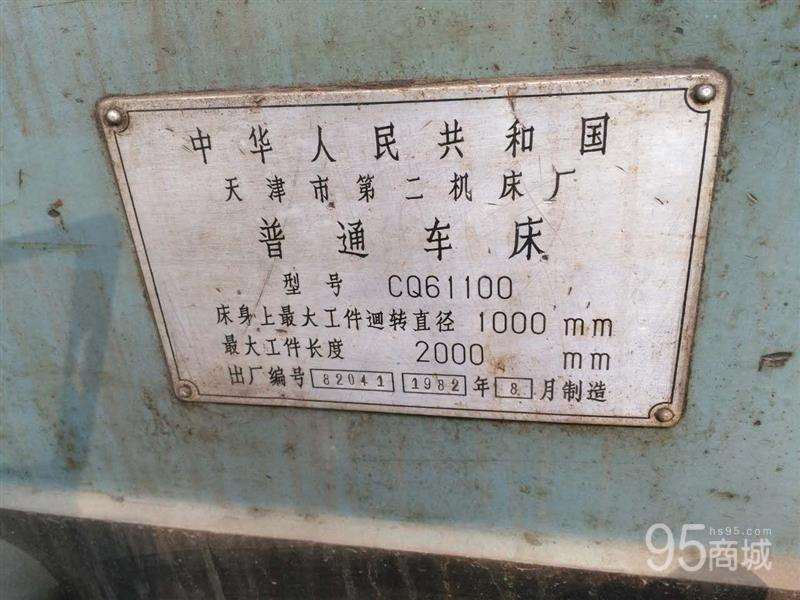 中华人民共和国
天津市第二机床厂
普通车床
型号 CQ61100
床身上最大工件迴转直径 1000 mm
最大工件长度 2000 mm
出厂编号 82041 1982 年 8 月制造
hs95.com
95商城